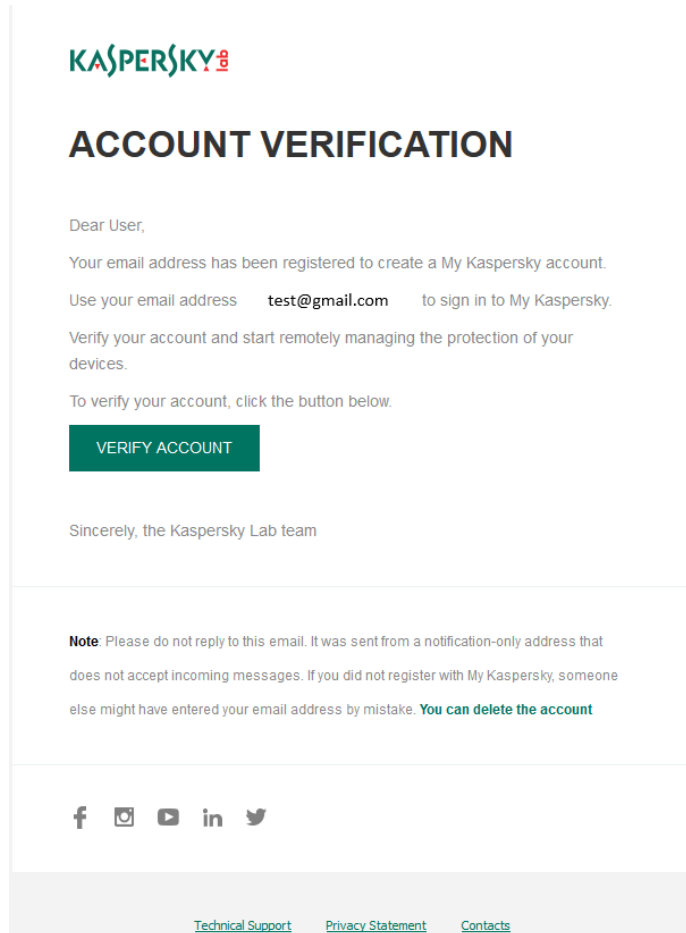 KASPERSKY lab
ACCOUNT VERIFICATION
Dear User,
Your email address has been registered to create a My Kaspersky account.
Use your email address test@gmail.com to sign in to My Kaspersky.
Verify your account and start remotely managing the protection of your
devices.
To verify your account, click the button below.
VERIFY ACCOUNT
Sincerely, the Kaspersky Lab team
Note: Please do not reply to this email. It was sent from a notification-only address that
does not accept incoming messages. If you did not register with My Kaspersky, someone
else might have entered your email address by mistake. You can delete the account
Technical Support Privacy Statement Contacts